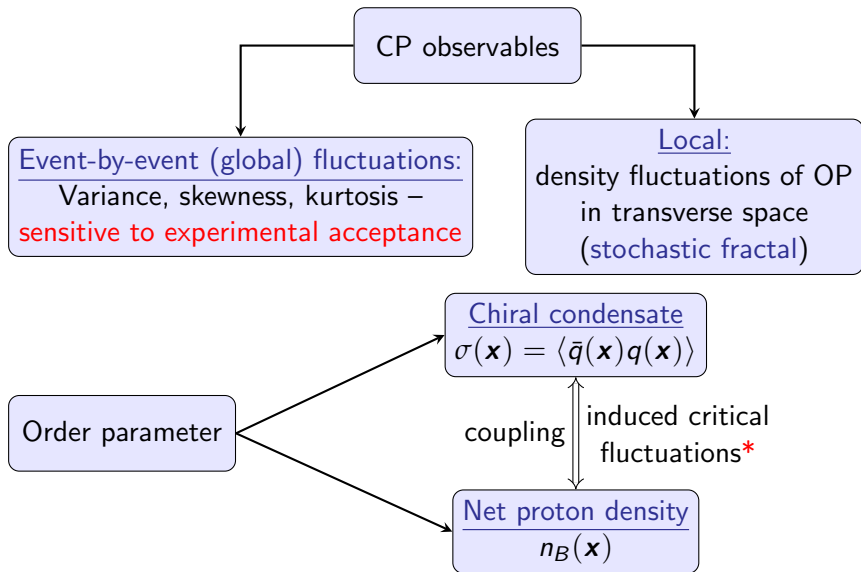 CP observables
Event-by-event (global) fluctuations:
Variance, skewness, kurtosis –
sensitive to experimental acceptance
Local:
density fluctuations of OP
in transverse space
(stochastic fractal)
Chiral condensate
σ(𝒙) = ⟨q̄(𝒙)q(𝒙)⟩
Order parameter
coupling
induced critical
fluctuations*
Net proton density
n_B(𝒙)